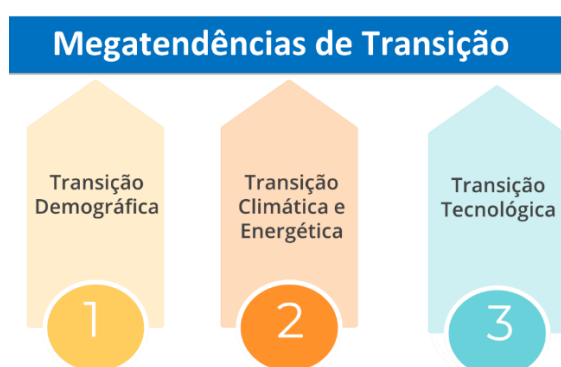 Megatendências de Transição
Transição
Demográfica
1
Transição
Climática e
Energética
2
Transição
Tecnológica
3